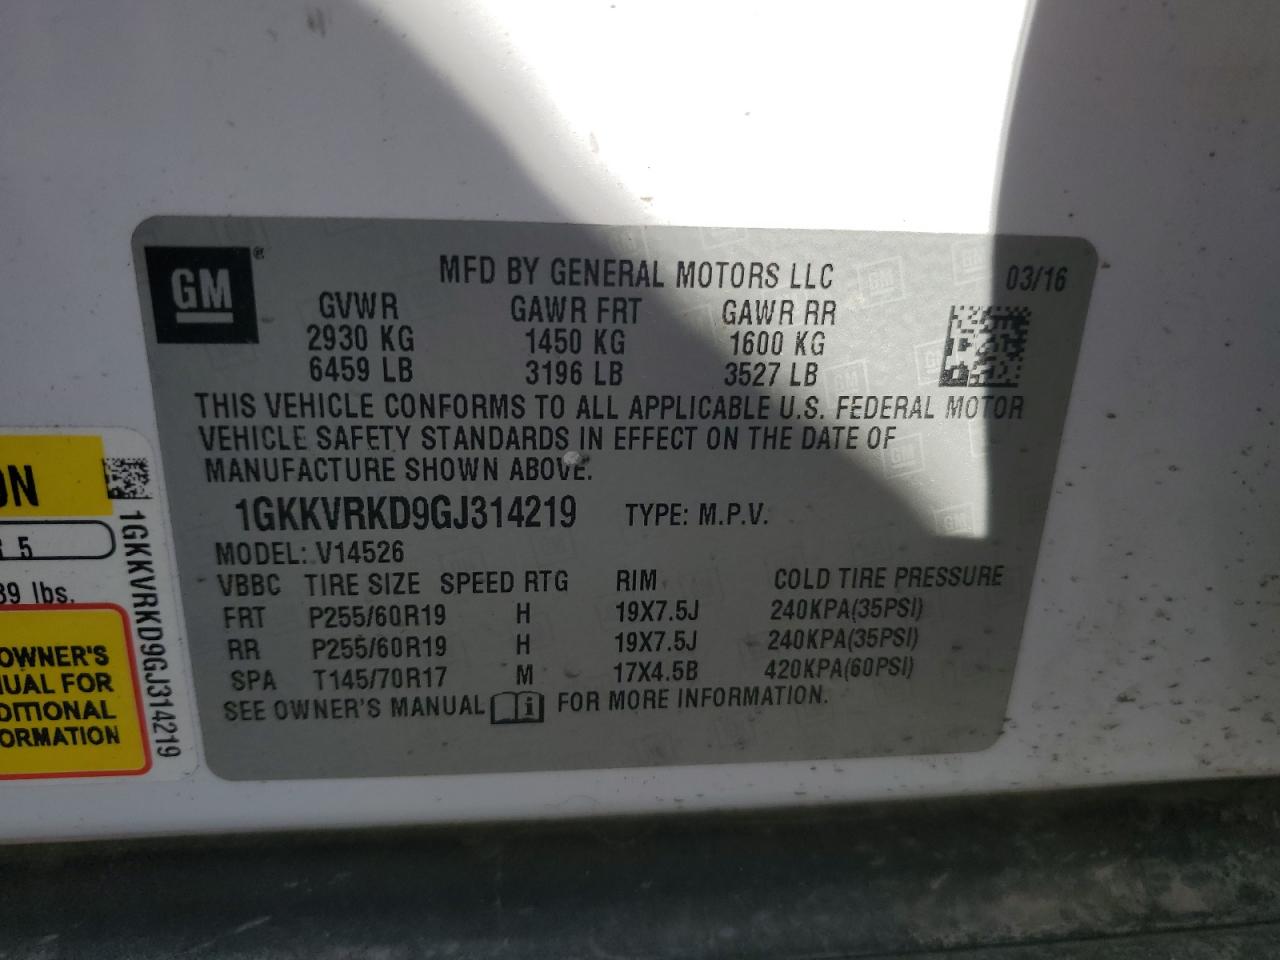 GM ®
MFD BY GENERAL MOTORS LLC 03/16
GVWR GAWR FRT GAWR RR
2930 KG 1450 KG 1600 KG
6459 LB 3196 LB 3527 LB
THIS VEHICLE CONFORMS TO ALL APPLICABLE U.S. FEDERAL MOTOR
VEHICLE SAFETY STANDARDS IN EFFECT ON THE DATE OF
MANUFACTURE SHOWN ABOVE.
1GKKVRKD9GJ314219 TYPE: M.P.V.
MODEL: V14526
VBBC TIRE SIZE SPEED RTG RIM COLD TIRE PRESSURE
FRT P255/60R19 H 19X7.5J 240KPA(35PSI)
RR P255/60R19 H 19X7.5J 240KPA(35PSI)
SPA T145/70R17 M 17X4.5B 420KPA(60PSI)
SEE OWNER'S MANUAL i FOR MORE INFORMATION.
ON
R 5
39 lbs.
OWNER'S
NUAL FOR
DITIONAL
ORMATION
1GKKVRKD9GJ314219